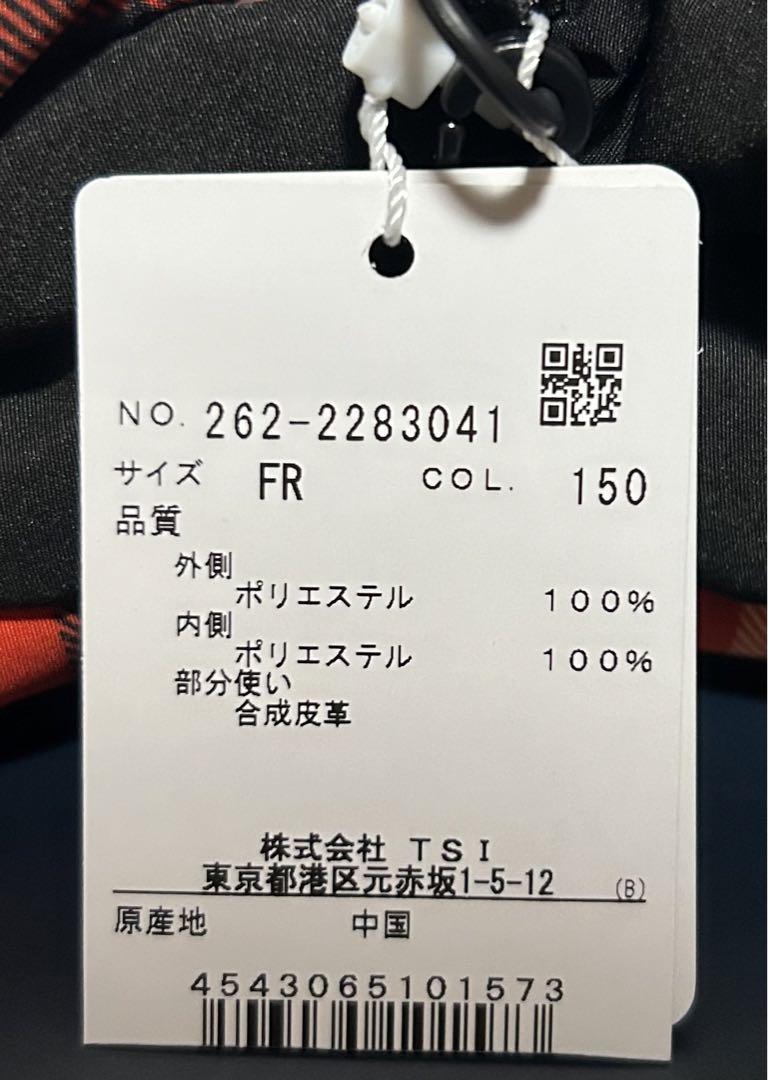 NO. 262-2283041
サイズ FR COL. 150
品質
外側
ポリエステル 100%
内側
ポリエステル 100%
部分使い
合成皮革
株式会社 TSI
東京都港区元赤坂1-5-12 (B)
原産地 中国
4543065101573